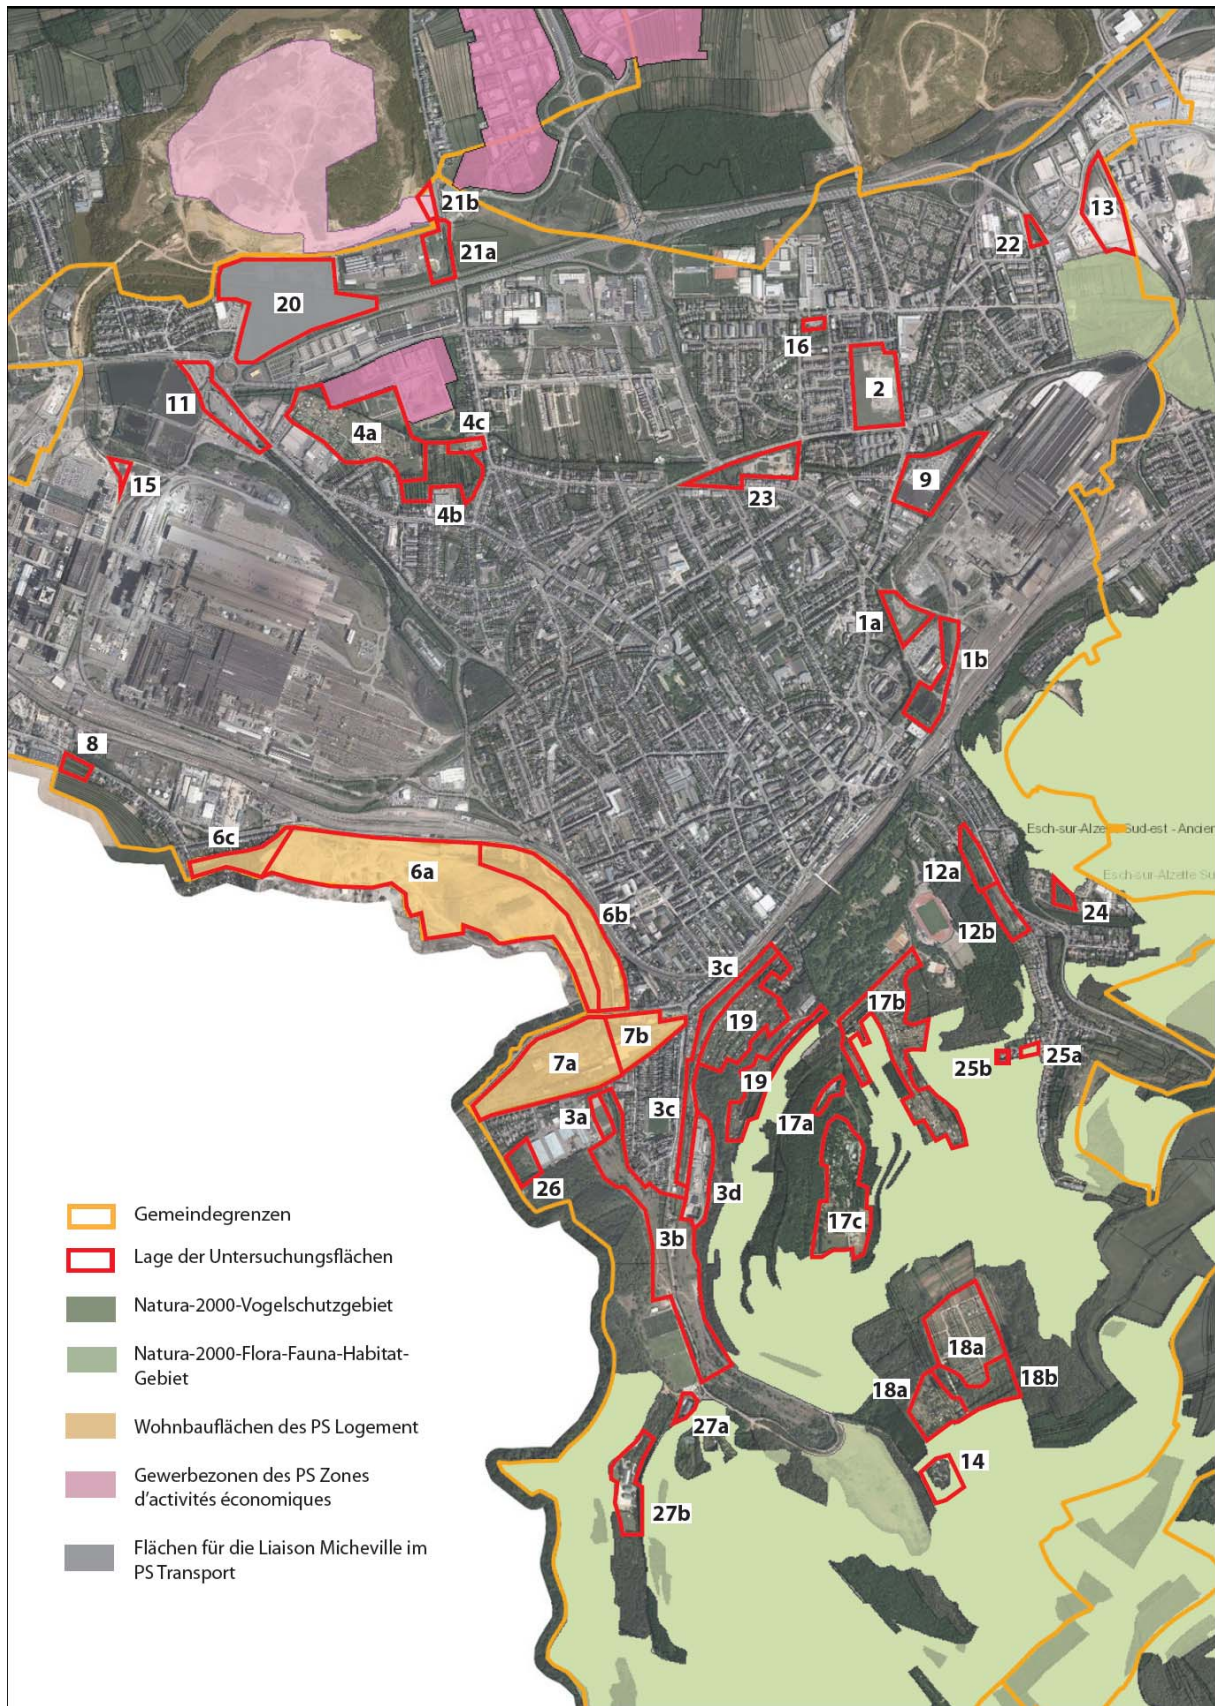 21b
13
22
21a
20
16
2
11
4c
4a
9
15
23
4b
1a
1b
8
6c
Esch-sur-Alzette Sud-est - Ancien
6a
12a
Esch-sur-Alzette Su
24
6b
12b
3c
17b
19
7b
25a
7a
25b
19
3c
3a
17a
26
3d
17c
3b
18a
18b
18a
27a
14
27b
Gemeindegrenzen
Lage der Untersuchungsflächen
Natura-2000-Vogelschutzgebiet
Natura-2000-Flora-Fauna-Habitat-
Gebiet
Wohnbauflächen des PS Logement
Gewerbezonen des PS Zones
d'activités économiques
Flächen für die Liaison Micheville im
PS Transport